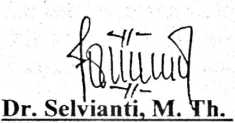 Dr. Selvianti, M. Th.